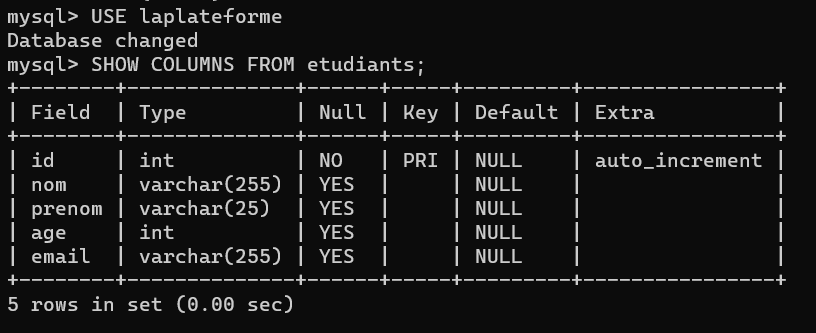 mysql> USE laplateforme
Database changed
mysql> SHOW COLUMNS FROM etudiants;
+--------+--------------+------+-----+---------+----------------+
| Field  | Type         | Null | Key | Default | Extra          |
+--------+--------------+------+-----+---------+----------------+
| id     | int          | NO   | PRI | NULL    | auto_increment |
| nom    | varchar(255) | YES  |     | NULL    |                |
| prenom | varchar(25)  | YES  |     | NULL    |                |
| age    | int          | YES  |     | NULL    |                |
| email  | varchar(255) | YES  |     | NULL    |                |
+--------+--------------+------+-----+---------+----------------+
5 rows in set (0.00 sec)